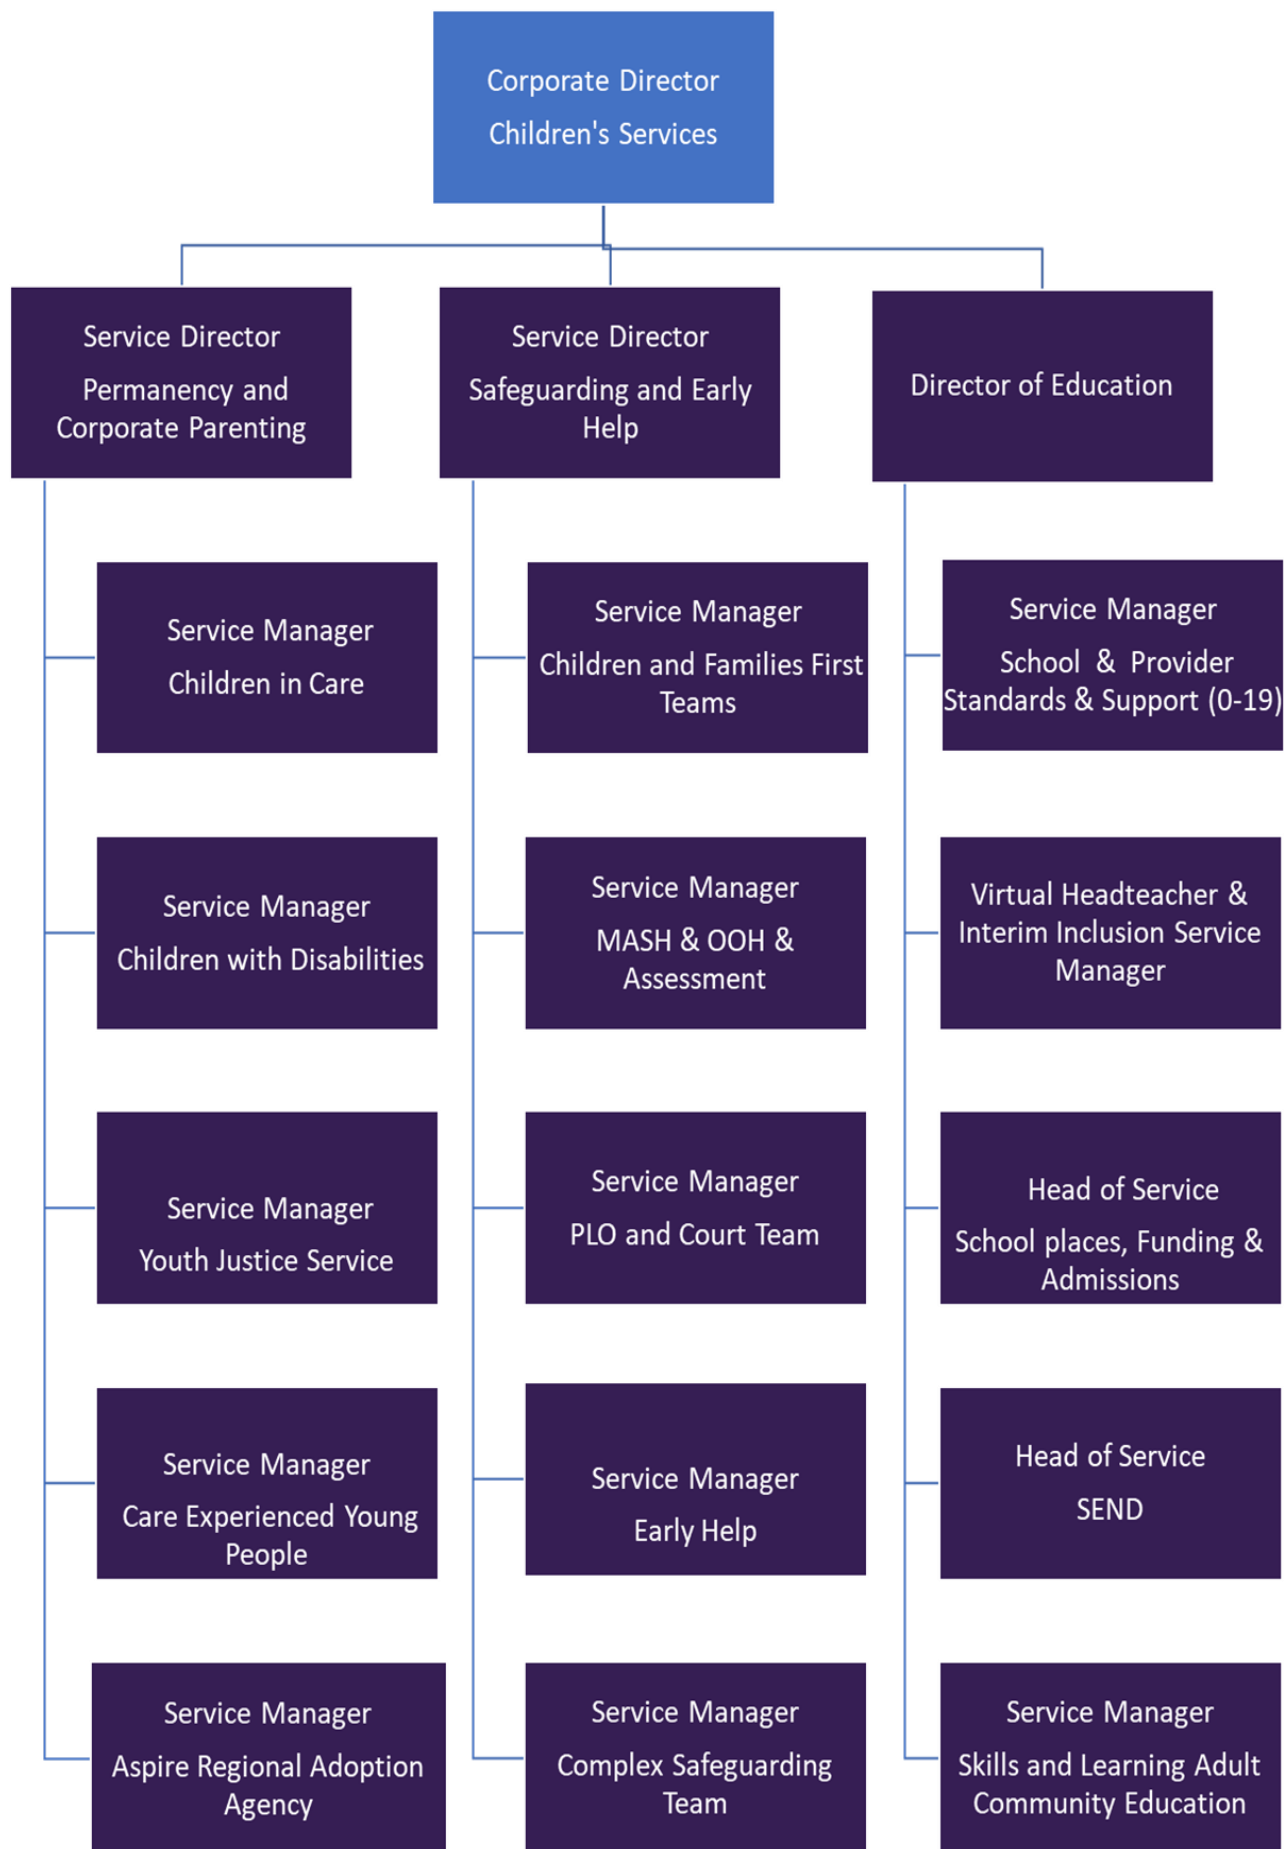 Corporate Director
Children's Services
Service Director
Permanency and
Corporate Parenting
Service Director
Safeguarding and Early
Help
Director of Education
Service Manager
Children in Care
Service Manager
Children and Families First
Teams
Service Manager
School & Provider
Standards & Support (0-19)
Service Manager
Children with Disabilities
Service Manager
MASH & OOH &
Assessment
Virtual Headteacher &
Interim Inclusion Service
Manager
Service Manager
Youth Justice Service
Service Manager
PLO and Court Team
Head of Service
School places, Funding &
Admissions
Service Manager
Care Experienced Young
People
Service Manager
Early Help
Head of Service
SEND
Service Manager
Aspire Regional Adoption
Agency
Service Manager
Complex Safeguarding
Team
Service Manager
Skills and Learning Adult
Community Education